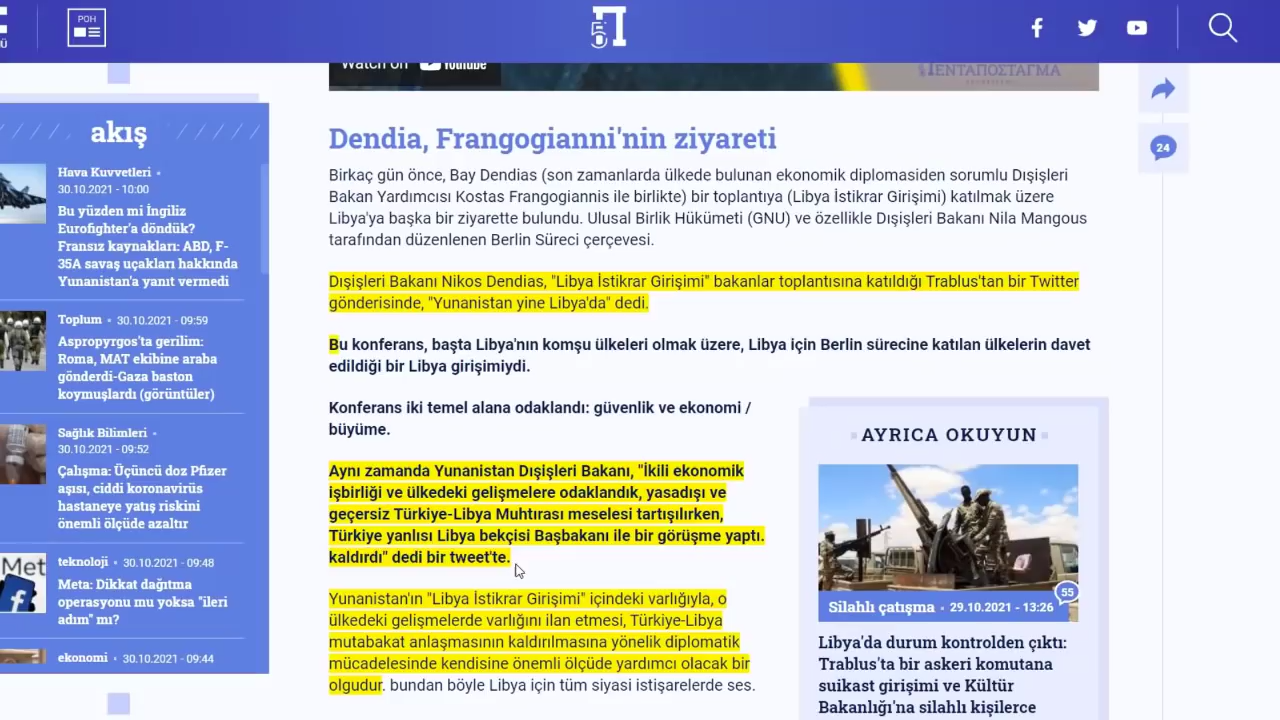 Ü
POH
5
Π
Watch on YouTube
ΠΕΝΤΑΠΟΣΤΑΓΜΑ
akış
Hava Kuvvetleri •
30.10.2021 - 10:00
Bu yüzden mi İngiliz
Eurofighter'a döndük?
Fransız kaynakları: ABD, F-
35A savaş uçakları hakkında
Yunanistan'a yanıt vermedi
Toplum • 30.10.2021 - 09:59
Aspropyrgos'ta gerilim:
Roma, MAT ekibine araba
gönderdi-Gaza baston
koymuşlardı (görüntüler)
Sağlık Bilimleri •
30.10.2021 - 09:52
Çalışma: Üçüncü doz Pfizer
aşısı, ciddi koronavirüs
hastaneye yatış riskini
önemli ölçüde azaltır
Met
teknoloji • 30.10.2021 - 09:48
Meta: Dikkat dağıtma
operasyonu mu yoksa "ileri
adım" mı?
ekonomi • 30.10.2021 - 09:44
Dendia, Frangogianni'nin ziyareti
Birkaç gün önce, Bay Dendias (son zamanlarda ülkede bulunan ekonomik diplomasiden sorumlu Dışişleri
Bakan Yardımcısı Kostas Frangogiannis ile birlikte) bir toplantıya (Libya İstikrar Girişimi) katılmak üzere
Libya'ya başka bir ziyarette bulundu. Ulusal Birlik Hükümeti (GNU) ve özellikle Dışişleri Bakanı Nila Mangous
tarafından düzenlenen Berlin Süreci çerçevesi.
Dışişleri Bakanı Nikos Dendias, "Libya İstikrar Girişimi" bakanlar toplantısına katıldığı Trablus'tan bir Twitter
gönderisinde, "Yunanistan yine Libya'da" dedi.
Bu konferans, başta Libya'nın komşu ülkeleri olmak üzere, Libya için Berlin sürecine katılan ülkelerin davet
edildiği bir Libya girişimiydi.
Konferans iki temel alana odaklandı: güvenlik ve ekonomi /
büyüme.
Aynı zamanda Yunanistan Dışişleri Bakanı, "İkili ekonomik
işbirliği ve ülkedeki gelişmelere odaklandık, yasadışı ve
geçersiz Türkiye-Libya Muhtırası meselesi tartışılırken,
Türkiye yanlısı Libya bekçisi Başbakanı ile bir görüşme yaptı.
kaldırdı" dedi bir tweet'te.
Yunanistan'ın "Libya İstikrar Girişimi" içindeki varlığıyla, o
ülkedeki gelişmelerde varlığını ilan etmesi, Türkiye-Libya
mutabakat anlaşmasının kaldırılmasına yönelik diplomatik
mücadelesinde kendisine önemli ölçüde yardımcı olacak bir
olgudur. bundan böyle Libya için tüm siyasi istişarelerde ses.
24
AYRICA OKUYUN
55
Silahlı çatışma • 29.10.2021 - 13:26
Libya'da durum kontrolden çıktı:
Trablus'ta bir askeri komutana
suikast girişimi ve Kültür
Bakanlığı'na silahlı kişilerce